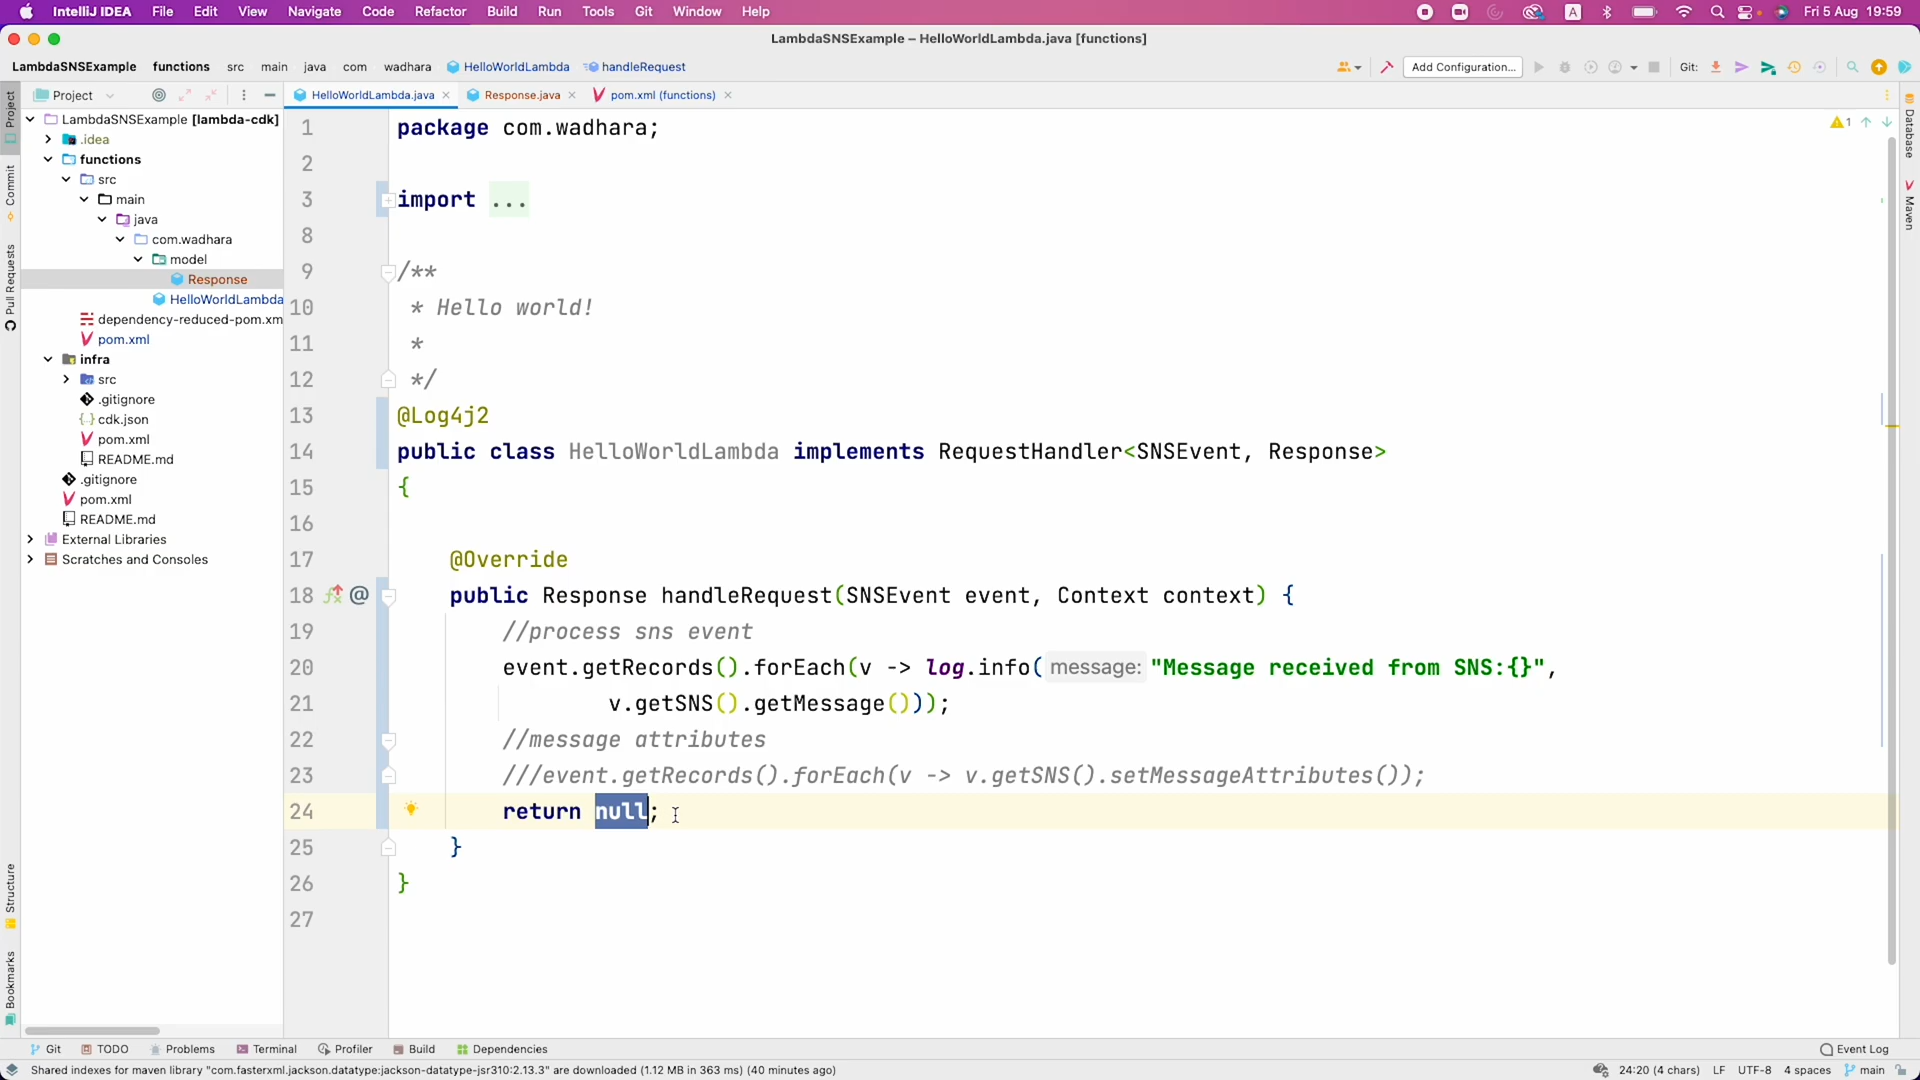 IntelliJ IDEA File Edit View Navigate Code Refactor Build Run Tools Git Window Help A Fri 5 Aug 19:59
LambdaSNSExample – HelloWorldLambda.java [functions]
LambdaSNSExample functions src main java com wadhara HelloWorldLambda handleRequest Add Configuration... Git:
Project HelloWorldLambda.java Response.java pom.xml (functions)
Project
Commit
Pull Requests
Structure
Bookmarks
LambdaSNSExample [lambda-cdk]
.idea
functions
src
main
java
com.wadhara
model
Response
HelloWorldLambda
dependency-reduced-pom.xm
pom.xml
infra
src
.gitignore
cdk.json
pom.xml
README.md
.gitignore
pom.xml
README.md
External Libraries
Scratches and Consoles
1 package com.wadhara;
2
3 import ...
8
9 /**
10 * Hello world!
11 *
12 */
13 @Log4j2
14 public class HelloWorldLambda implements RequestHandler<SNSEvent, Response>
15 {
16
17 @Override
18 @ public Response handleRequest(SNSEvent event, Context context) {
19 //process sns event
20 event.getRecords().forEach(v -> log.info( message: "Message received from SNS:{}",
21 v.getSNS().getMessage()));
22 //message attributes
23 ///event.getRecords().forEach(v -> v.getSNS().setMessageAttributes());
24 return null;
25 }
26 }
27
1
Database
Maven
Git TODO Problems Terminal Profiler Build Dependencies Event Log
Shared indexes for maven library "com.fasterxml.jackson.datatype:jackson-datatype-jsr310:2.13.3" are downloaded (1.12 MB in 363 ms) (40 minutes ago) 24:20 (4 chars) LF UTF-8 4 spaces main